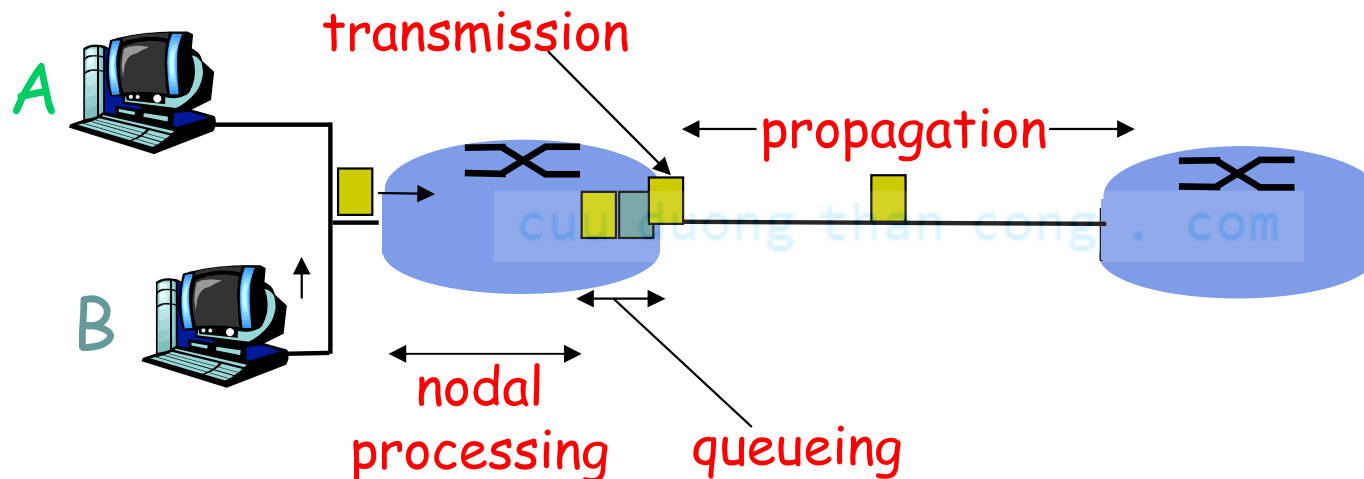 transmission
A
propagation
cuu duong than cong . com
B
nodal
processing
queueing